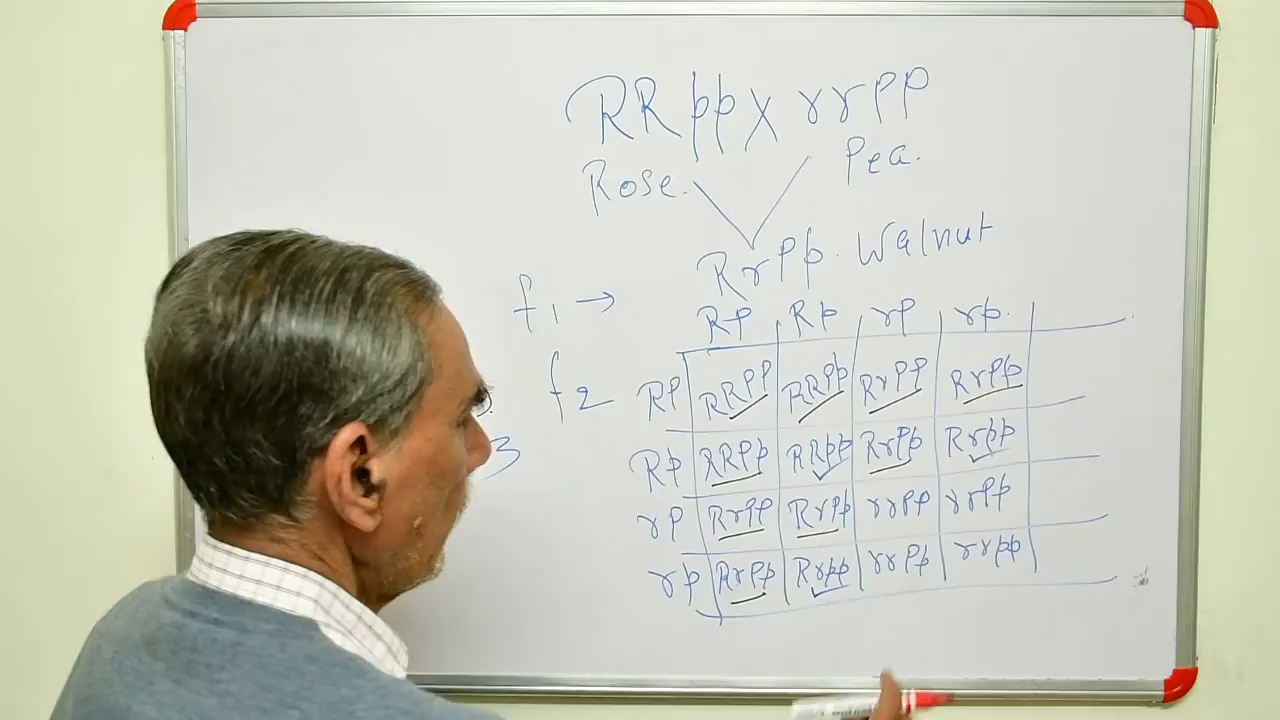 RRpp x rrPP
Rose. Pea.
RrPp. Walnut
f1 →
RP Rp rP rp.
f2 RP RRPP RRPp RrPP RrPp
3
Rp RRPp RRpp RrPp Rrpp
rP RrPP RrPp rrPP rrPp
rp RrPp Rrpp rrPp rrpp